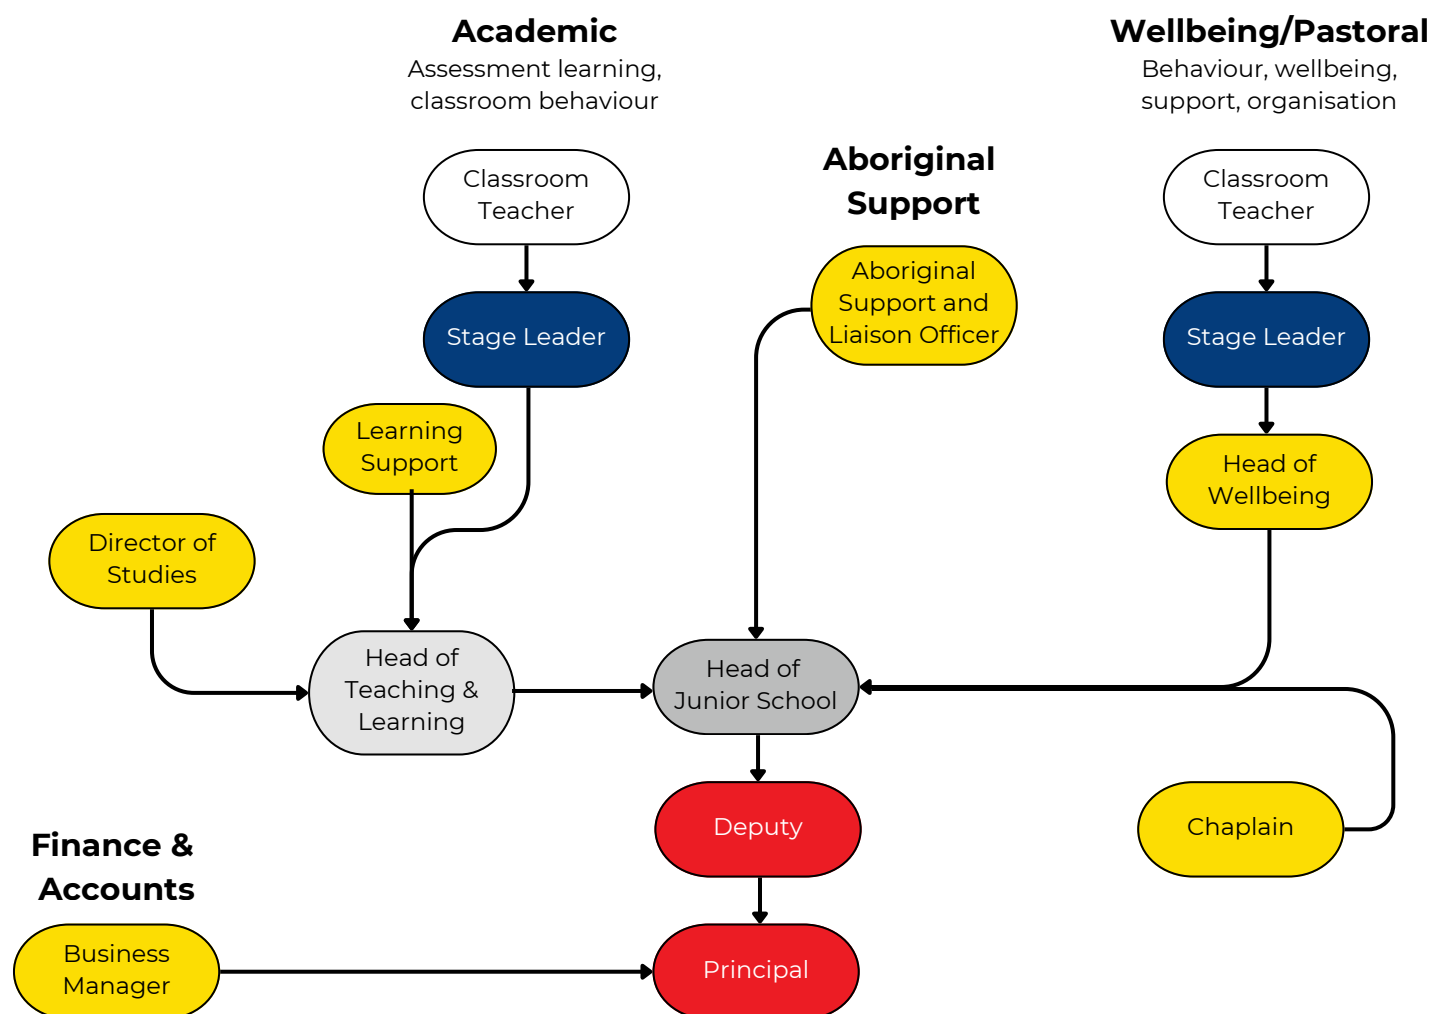 Academic
Assessment learning,
classroom behaviour
Classroom
Teacher
Stage Leader
Learning
Support
Director of
Studies
Head of
Teaching &
Learning
Aboriginal
Support
Aboriginal
Support and
Liaison Officer
Wellbeing/Pastoral
Behaviour, wellbeing,
support, organisation
Classroom
Teacher
Stage Leader
Head of
Wellbeing
Head of
Junior School
Chaplain
Deputy
Finance &
Accounts
Business
Manager
Principal